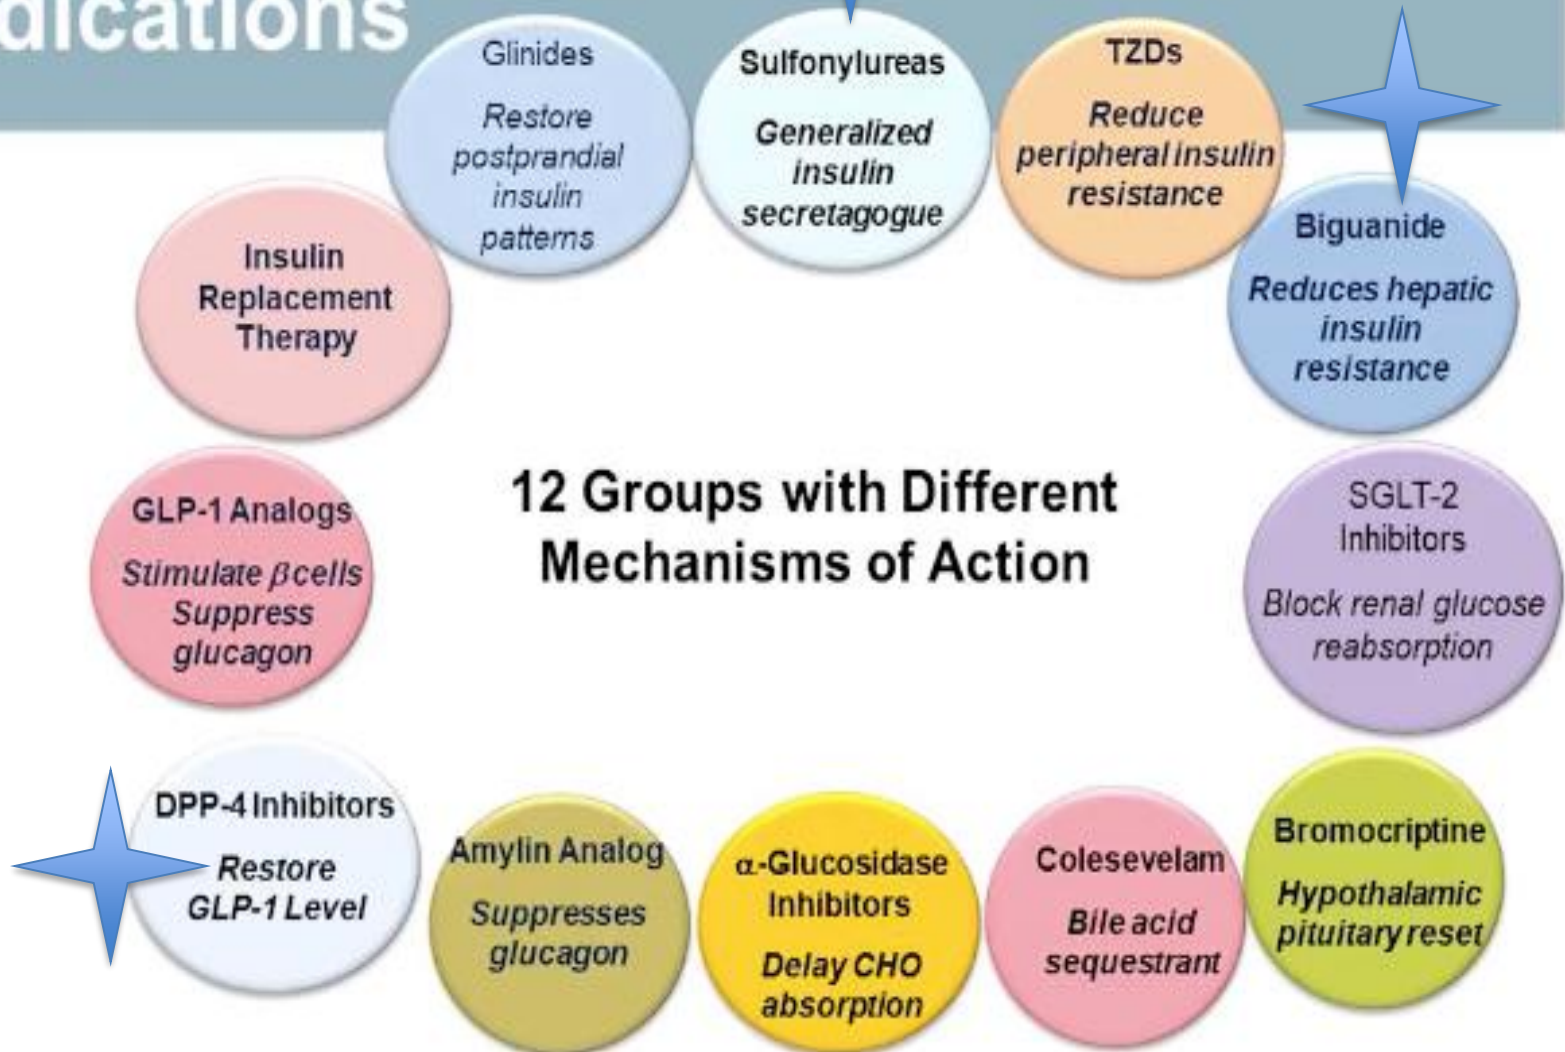 dications
Glinides
Restore
postprandial
insulin
patterns
Sulfonylureas
Generalized
insulin
secretagogue
TZDs
Reduce
peripheral insulin
resistance
Biguanide
Reduces hepatic
insulin
resistance
Insulin
Replacement
Therapy
12 Groups with Different
Mechanisms of Action
GLP-1 Analogs
Stimulate β cells
Suppress
glucagon
SGLT-2
Inhibitors
Block renal glucose
reabsorption
DPP-4 Inhibitors
Restore
GLP-1 Level
Amylin Analog
Suppresses
glucagon
α-Glucosidase
Inhibitors
Delay CHO
absorption
Colesevelam
Bile acid
sequestrant
Bromocriptine
Hypothalamic
pituitary reset